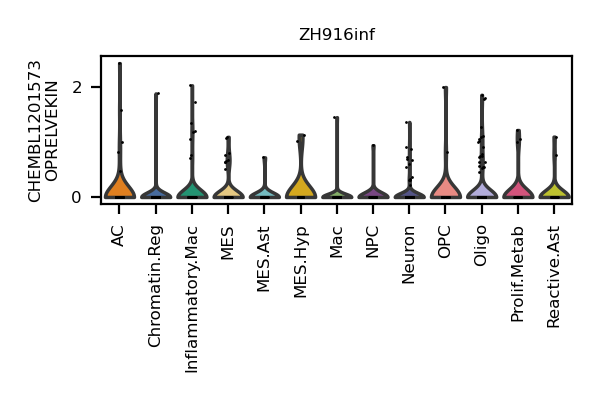 ZH916inf
CHEMBL1201573
OPRELVEKIN
2
0
AC
Chromatin.Reg
Inflammatory.Mac
MES
MES.Ast
MES.Hyp
Mac
NPC
Neuron
OPC
Oligo
Prolif.Metab
Reactive.Ast